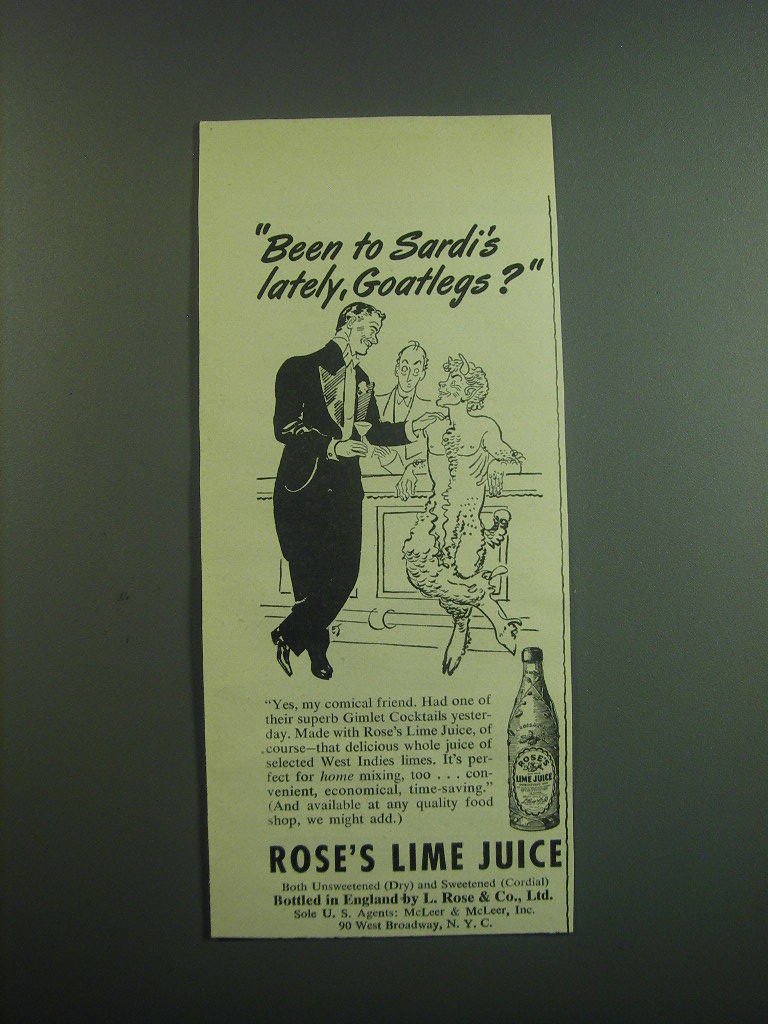 "Been to Sardi's
lately, Goatlegs?"
"Yes, my comical friend. Had one of
their superb Gimlet Cocktails yester-
day. Made with Rose's Lime Juice, of
course—that delicious whole juice of
selected West Indies limes. It's per-
fect for home mixing, too . . . con-
venient, economical, time-saving."
(And available at any quality food
shop, we might add.)
ROSE'S
LIME JUICE
ROSE'S LIME JUICE
Both Unsweetened (Dry) and Sweetened (Cordial)
Bottled in England by L. Rose & Co., Ltd.
Sole U. S. Agents: McLeer & McLeer, Inc.
90 West Broadway, N. Y. C.